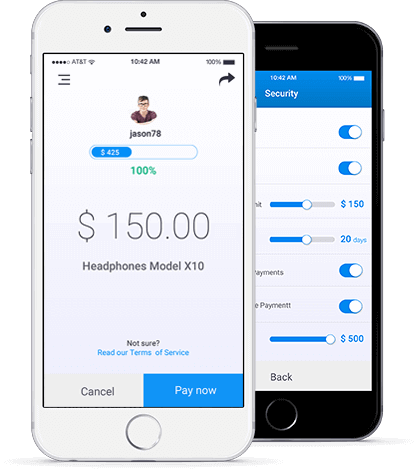 AT&T 10:42 AM 100%
jason78
$ 425
100%
$ 150.00
Headphones Model X10
Not sure?
Read our Terms of Service
Cancel Pay now
10:42 AM 100%
Security
$ 150
20 days
Payments
Paymentt
$ 500
Back